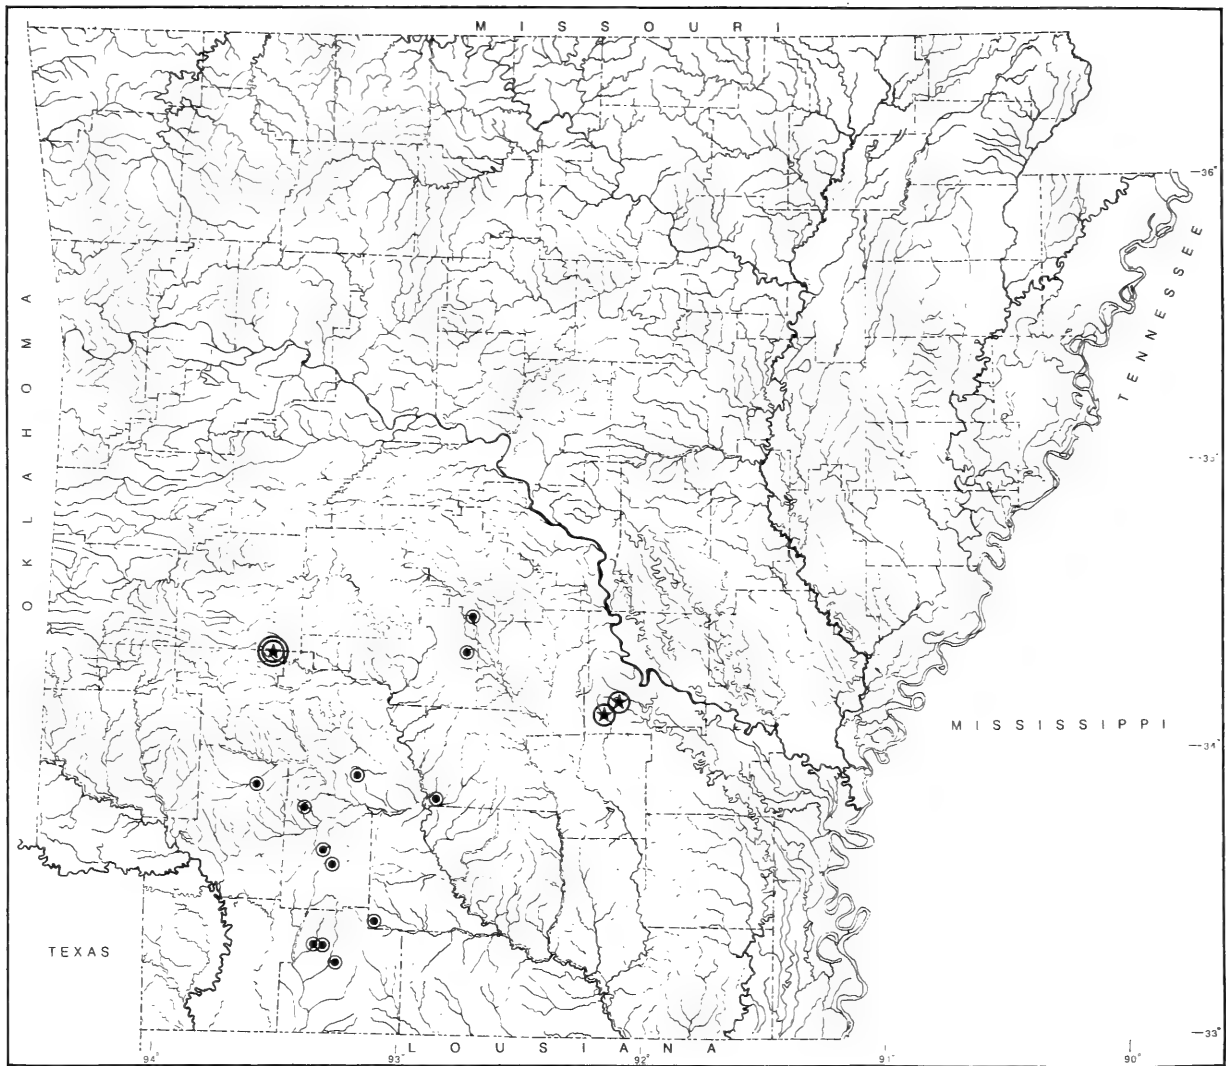 MISSOURI
36°
TENNESSEE
OKLAHOMA
35°
MISSISSIPPI
34°
TEXAS
33°
LOUSIANA
94° 93° 92° 91° 90°